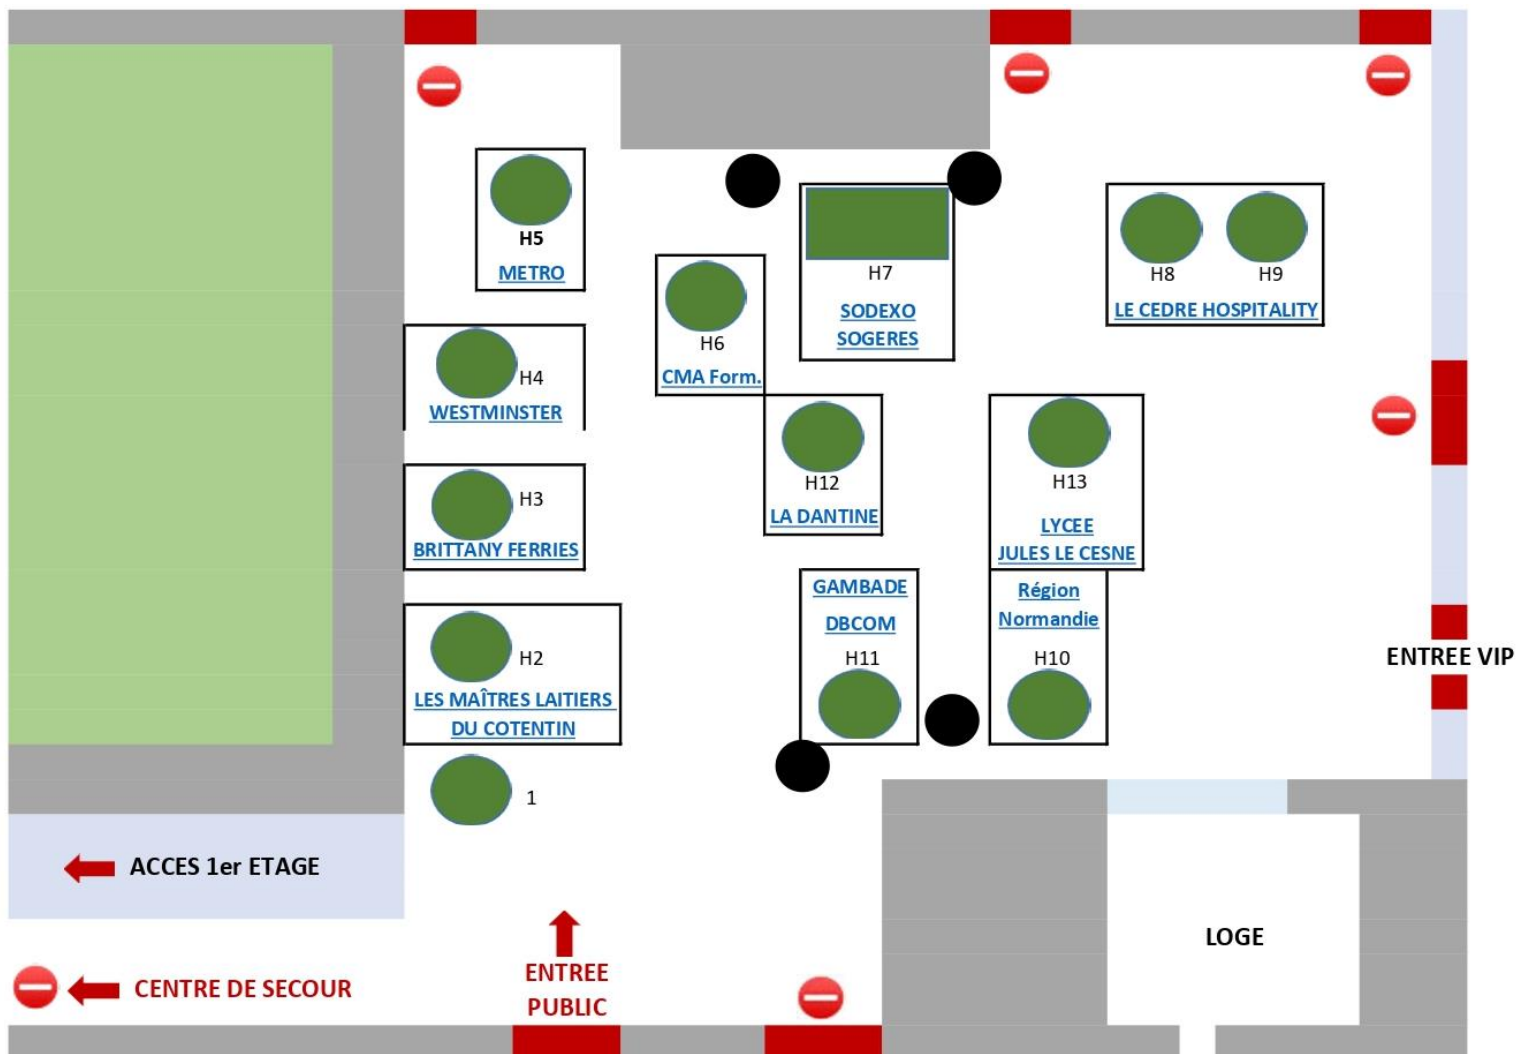 H5
METRO
H7
SODEXO
SOGERES
H8
H9
LE CEDRE HOSPITALITY
H6
CMA Form.
H4
WESTMINSTER
H12
LA DANTINE
H13
LYCEE
JULES LE CESNE
H3
BRITTANY FERRIES
GAMBADE
DBCOM
H11
Région
Normandie
H10
H2
LES MAÎTRES LAITIERS
DU COTENTIN
ENTREE VIP
1
ACCES 1er ETAGE
LOGE
CENTRE DE SECOUR
ENTREE
PUBLIC